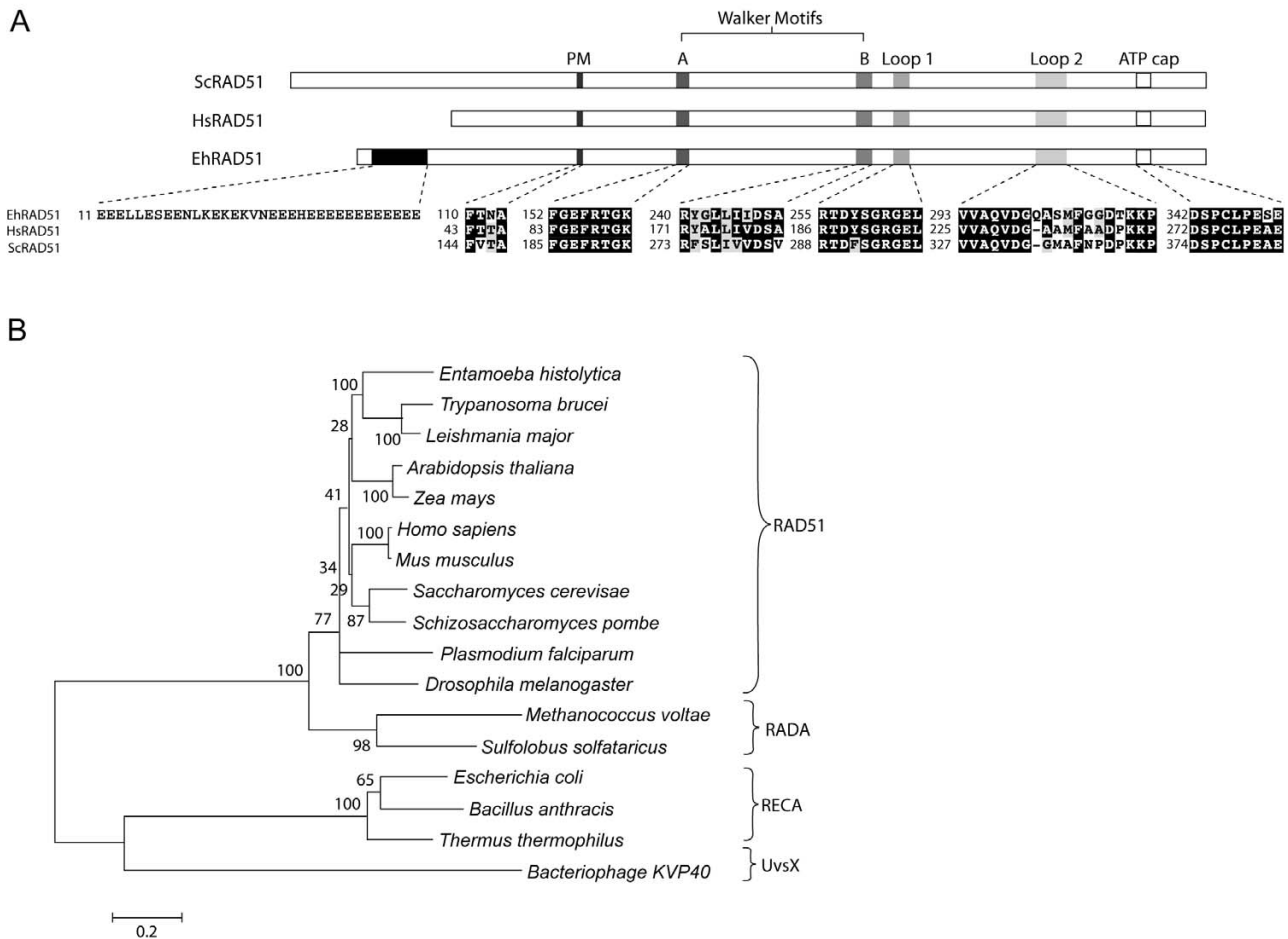 A
Walker Motifs
PM A B Loop 1 Loop 2 ATP cap
ScRAD51
HsRAD51
EhRAD51
EhRAD51 11 EEELLESEENLKEKEKVNEEEHEEEEEEEEEEEEE 110 FTNA 152 FGEFRTGK 240 RYGLLIIDSA 255 RTDYSGRGEL 293 VVAQVDGQASMFGGDTKKP 342 DSPCLPESE
HsRAD51 43 FTTA 83 FGEFRTGK 171 RYALLIVDSA 186 RTDYSGRGEL 225 VVAQVDG-AAMFAADPKKP 272 DSPCLPEAE
ScRAD51 144 FVTA 185 FGEFRTGK 273 RFSLIVVDSV 288 RTDFSGRGEL 327 VVAQVDG-GMAFNPDPKKP 374 DSPCLPEAE
B
100 Entamoeba histolytica
Trypanosoma brucei
28
100 Leishmania major
Arabidopsis thaliana
41 100 Zea mays
100 Homo sapiens
RAD51
Mus musculus
34
29 Saccharomyces cerevisae
77 87 Schizosaccharomyces pombe
Plasmodium falciparum
100 Drosophila melanogaster
Methanococcus voltae
RADA
98 Sulfolobus solfataricus
65 Escherichia coli
100 Bacillus anthracis
RECA
Thermus thermophilus
Bacteriophage KVP40 UvsX
0.2